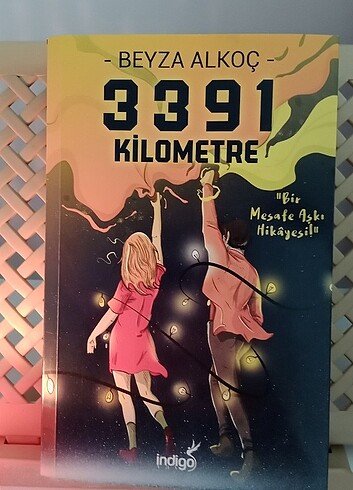 - BEYZA ALKOÇ -
3391
KİLOMETRE
"Bir
Mesafe Aşkı
Hikâyesi!"
indigo